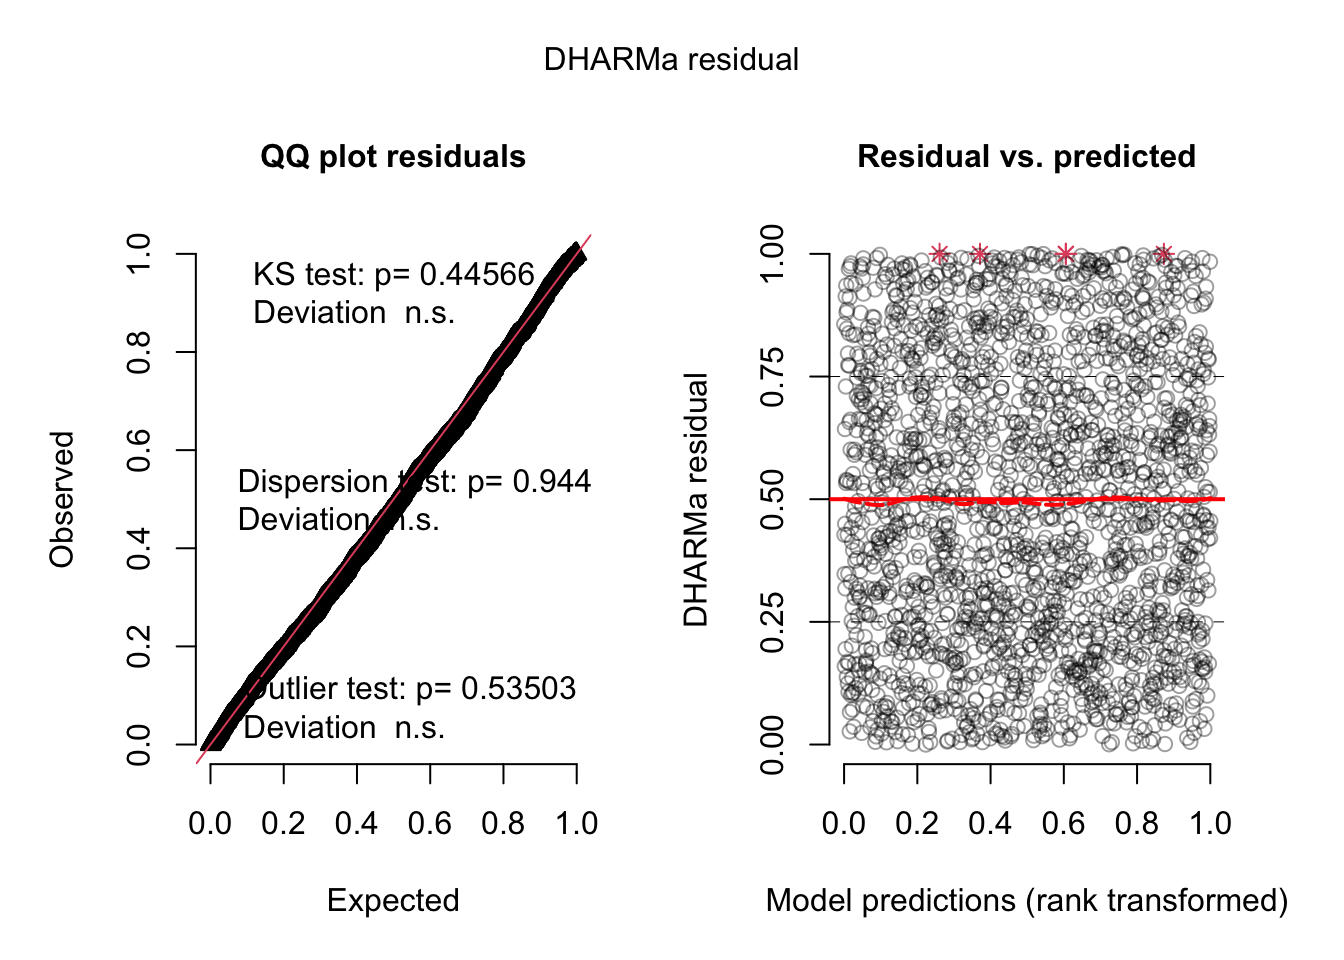 DHARMa residual
QQ plot residuals
KS test: p= 0.44566
Deviation  n.s.
Dispersion test: p= 0.944
Deviation  n.s.
Outlier test: p= 0.53503
Deviation  n.s.
Observed
0.0 0.2 0.4 0.6 0.8 1.0
0.0 0.2 0.4 0.6 0.8 1.0
Expected
Residual vs. predicted
DHARMa residual
0.00 0.25 0.50 0.75 1.00
0.0 0.2 0.4 0.6 0.8 1.0
Model predictions (rank transformed)